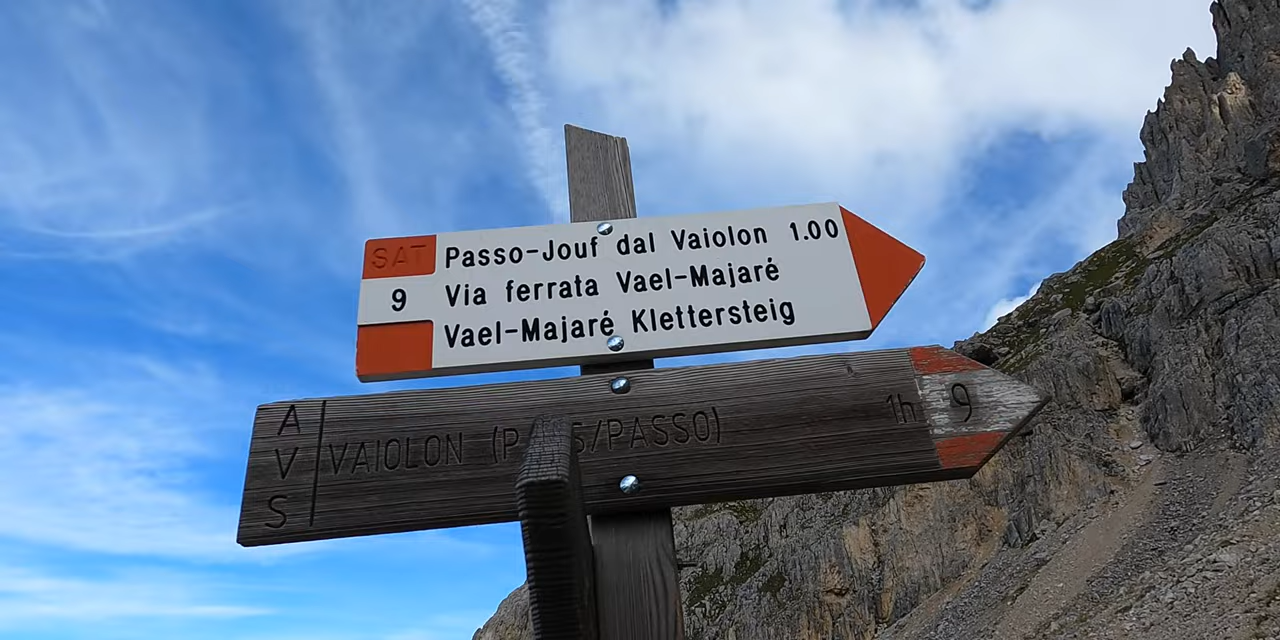 SAT
9
Passo-Jouf dal Vaiolon 1.00
Via ferrata Vael-Majaré
Vael-Majaré Klettersteig
AVS
VAIOLON /PASSO) 1h 9